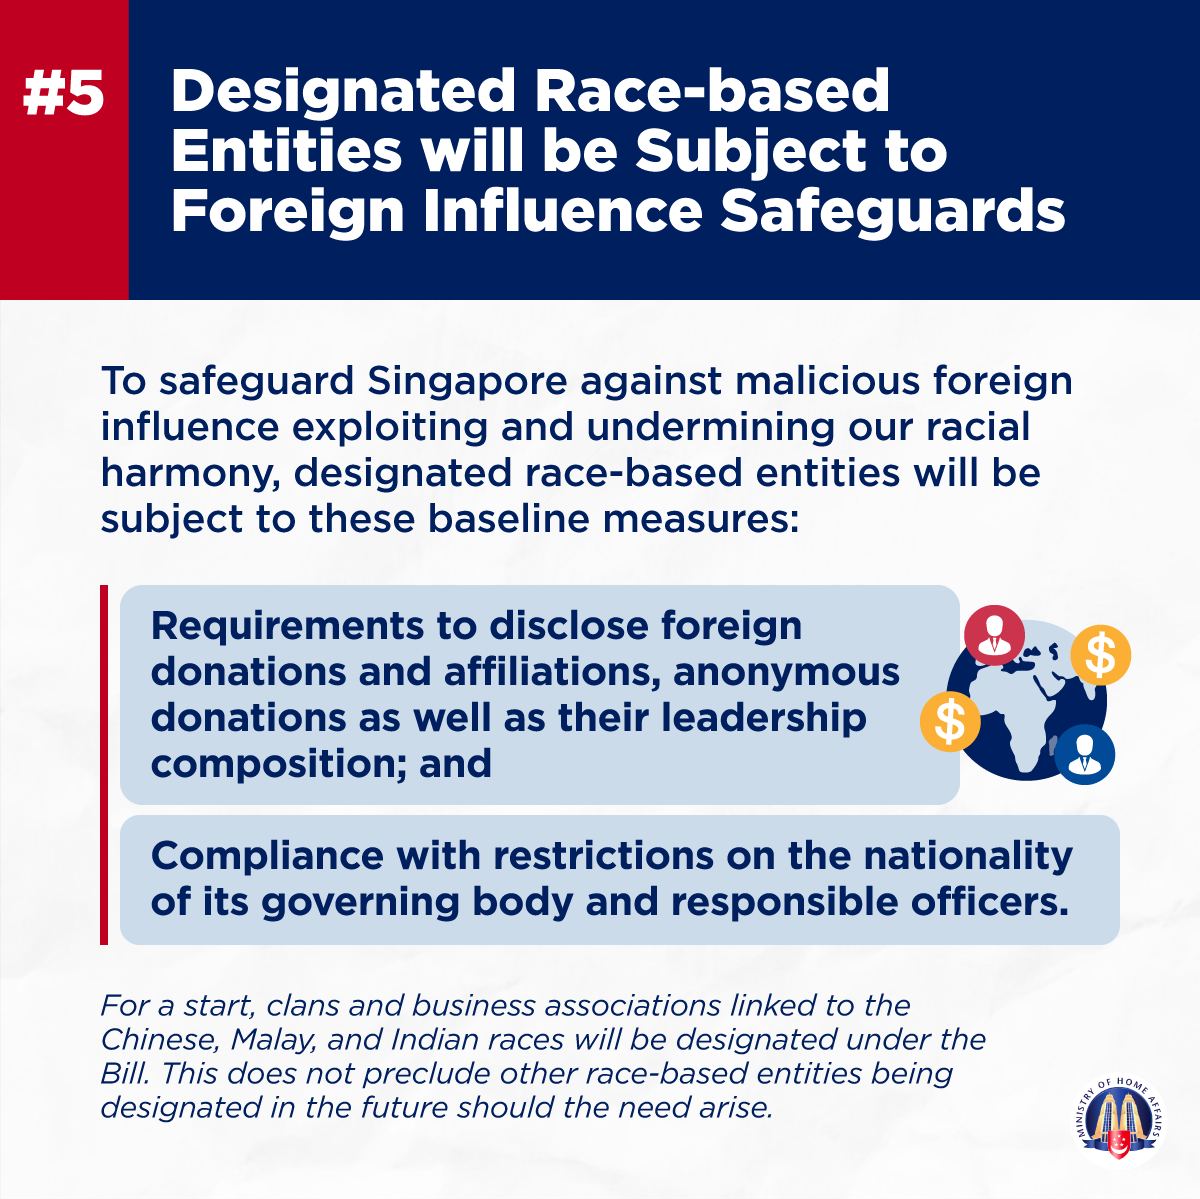 #5
Designated Race-based
Entities will be Subject to
Foreign Influence Safeguards
To safeguard Singapore against malicious foreign
influence exploiting and undermining our racial
harmony, designated race-based entities will be
subject to these baseline measures:
Requirements to disclose foreign
donations and affiliations, anonymous
donations as well as their leadership
composition; and
$
$
Compliance with restrictions on the nationality
of its governing body and responsible officers.
For a start, clans and business associations linked to the
Chinese, Malay, and Indian races will be designated under the
Bill. This does not preclude other race-based entities being
designated in the future should the need arise.
MINISTRY OF HOME AFFAIRS